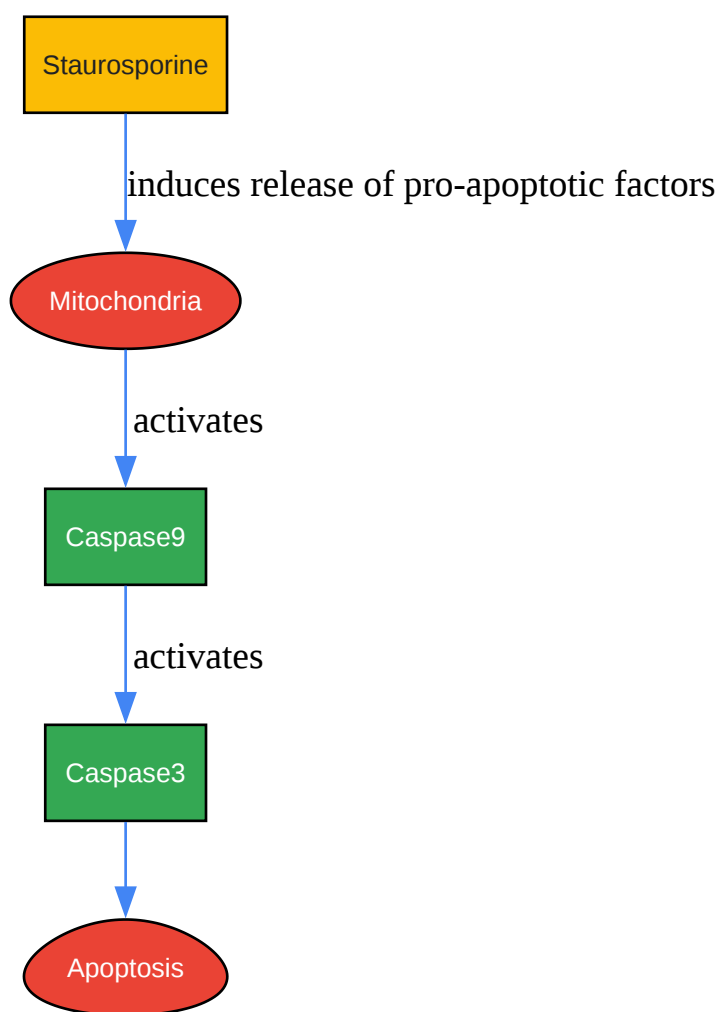 Staurosporine
induces release of pro-apoptotic factors
Mitochondria
activates
Caspase9
activates
Caspase3
Apoptosis